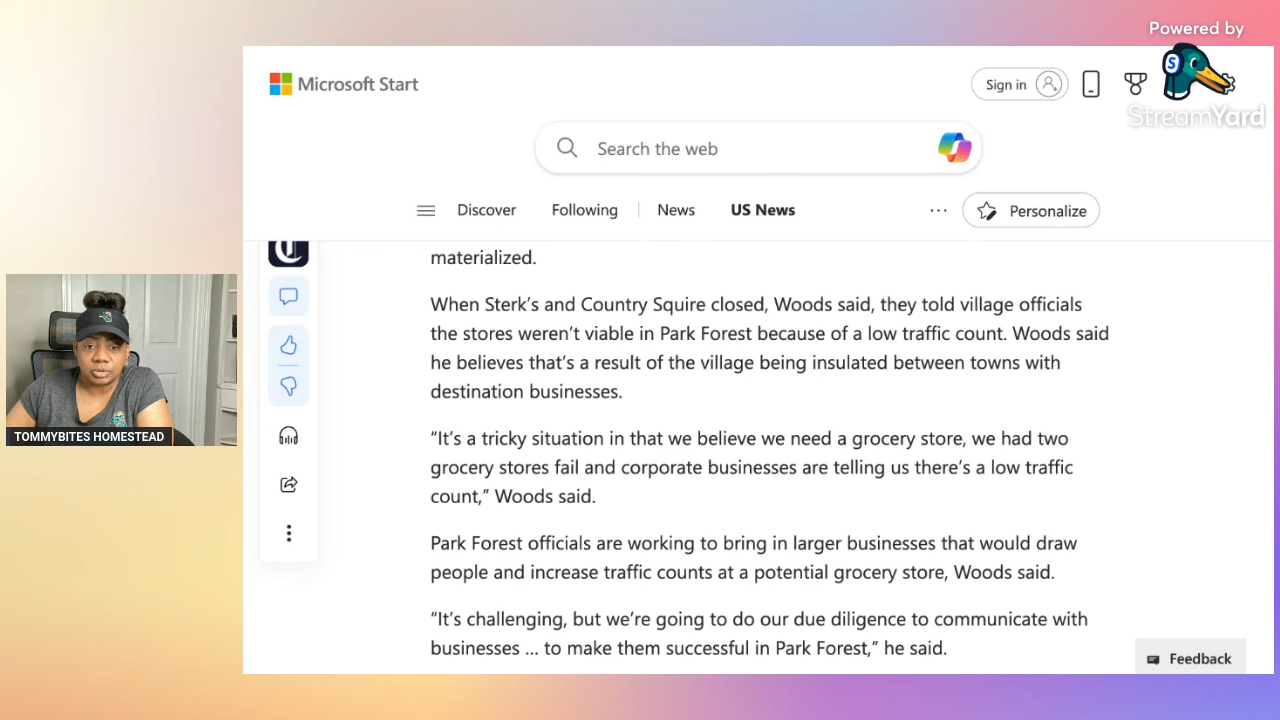 Powered by
StreamYard
Microsoft Start
Sign in
Search the web
Discover
Following
News
US News
Personalize
materialized.
When Sterk’s and Country Squire closed, Woods said, they told village officials
the stores weren’t viable in Park Forest because of a low traffic count. Woods said
he believes that’s a result of the village being insulated between towns with
destination businesses.
“It’s a tricky situation in that we believe we need a grocery store, we had two
grocery stores fail and corporate businesses are telling us there’s a low traffic
count,” Woods said.
Park Forest officials are working to bring in larger businesses that would draw
people and increase traffic counts at a potential grocery store, Woods said.
“It’s challenging, but we’re going to do our due diligence to communicate with
businesses … to make them successful in Park Forest,” he said.
Feedback
TOMMYBITES HOMESTEAD